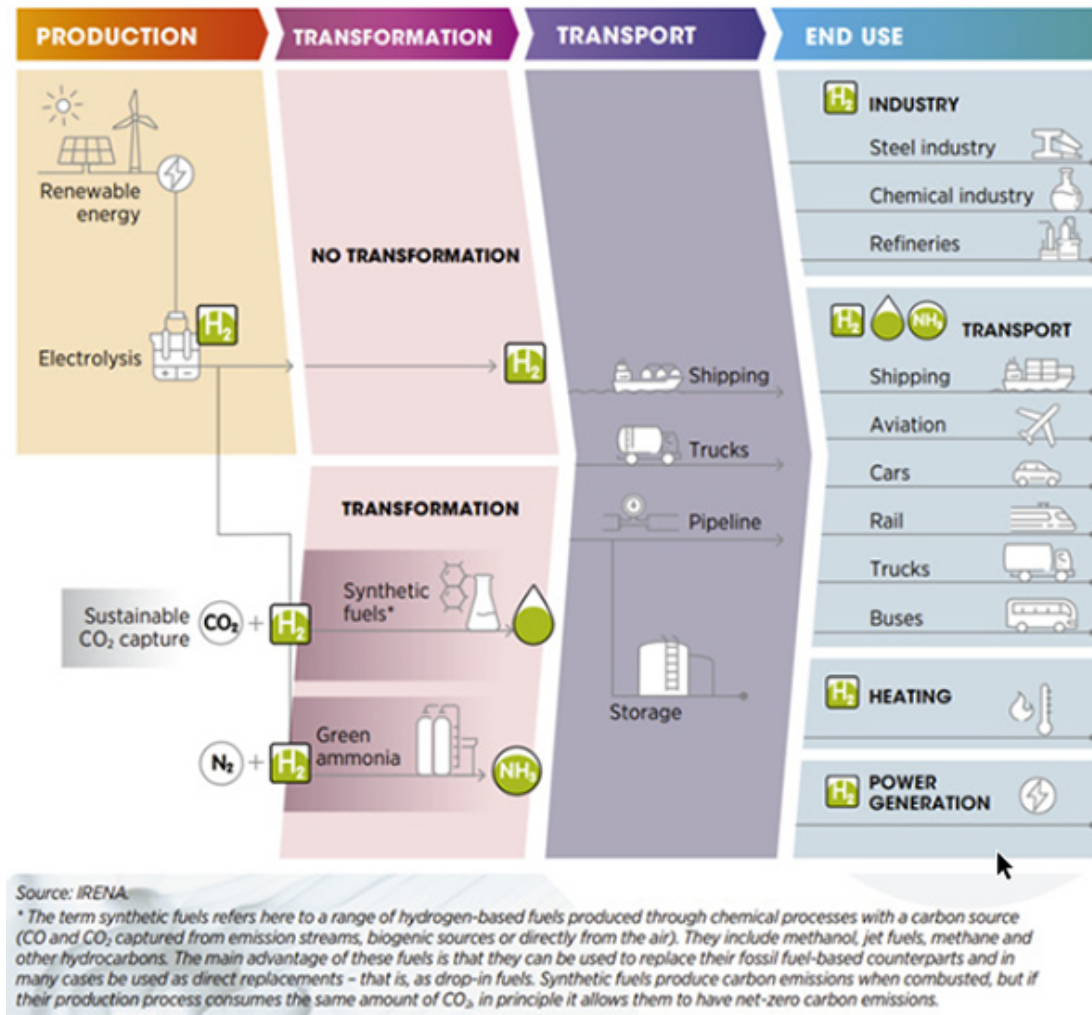 PRODUCTION
TRANSFORMATION
TRANSPORT
END USE
Renewable
energy
Electrolysis
H₂
NO TRANSFORMATION
H₂
TRANSFORMATION
Sustainable
CO₂ capture
CO₂ + H₂
Synthetic
fuels*
N₂ + H₂
Green
ammonia
NH₃
Shipping
Trucks
Pipeline
Storage
H₂ INDUSTRY
Steel industry
Chemical industry
Refineries
H₂ NH₃ TRANSPORT
Shipping
Aviation
Cars
Rail
Trucks
Buses
H₂ HEATING
H₂ POWER
GENERATION
Source: IRENA.
* The term synthetic fuels refers here to a range of hydrogen-based fuels produced through chemical processes with a carbon source
(CO and CO₂ captured from emission streams, biogenic sources or directly from the air). They include methanol, jet fuels, methane and
other hydrocarbons. The main advantage of these fuels is that they can be used to replace their fossil fuel-based counterparts and in
many cases be used as direct replacements – that is, as drop-in fuels. Synthetic fuels produce carbon emissions when combusted, but if
their production process consumes the same amount of CO₂, in principle it allows them to have net-zero carbon emissions.